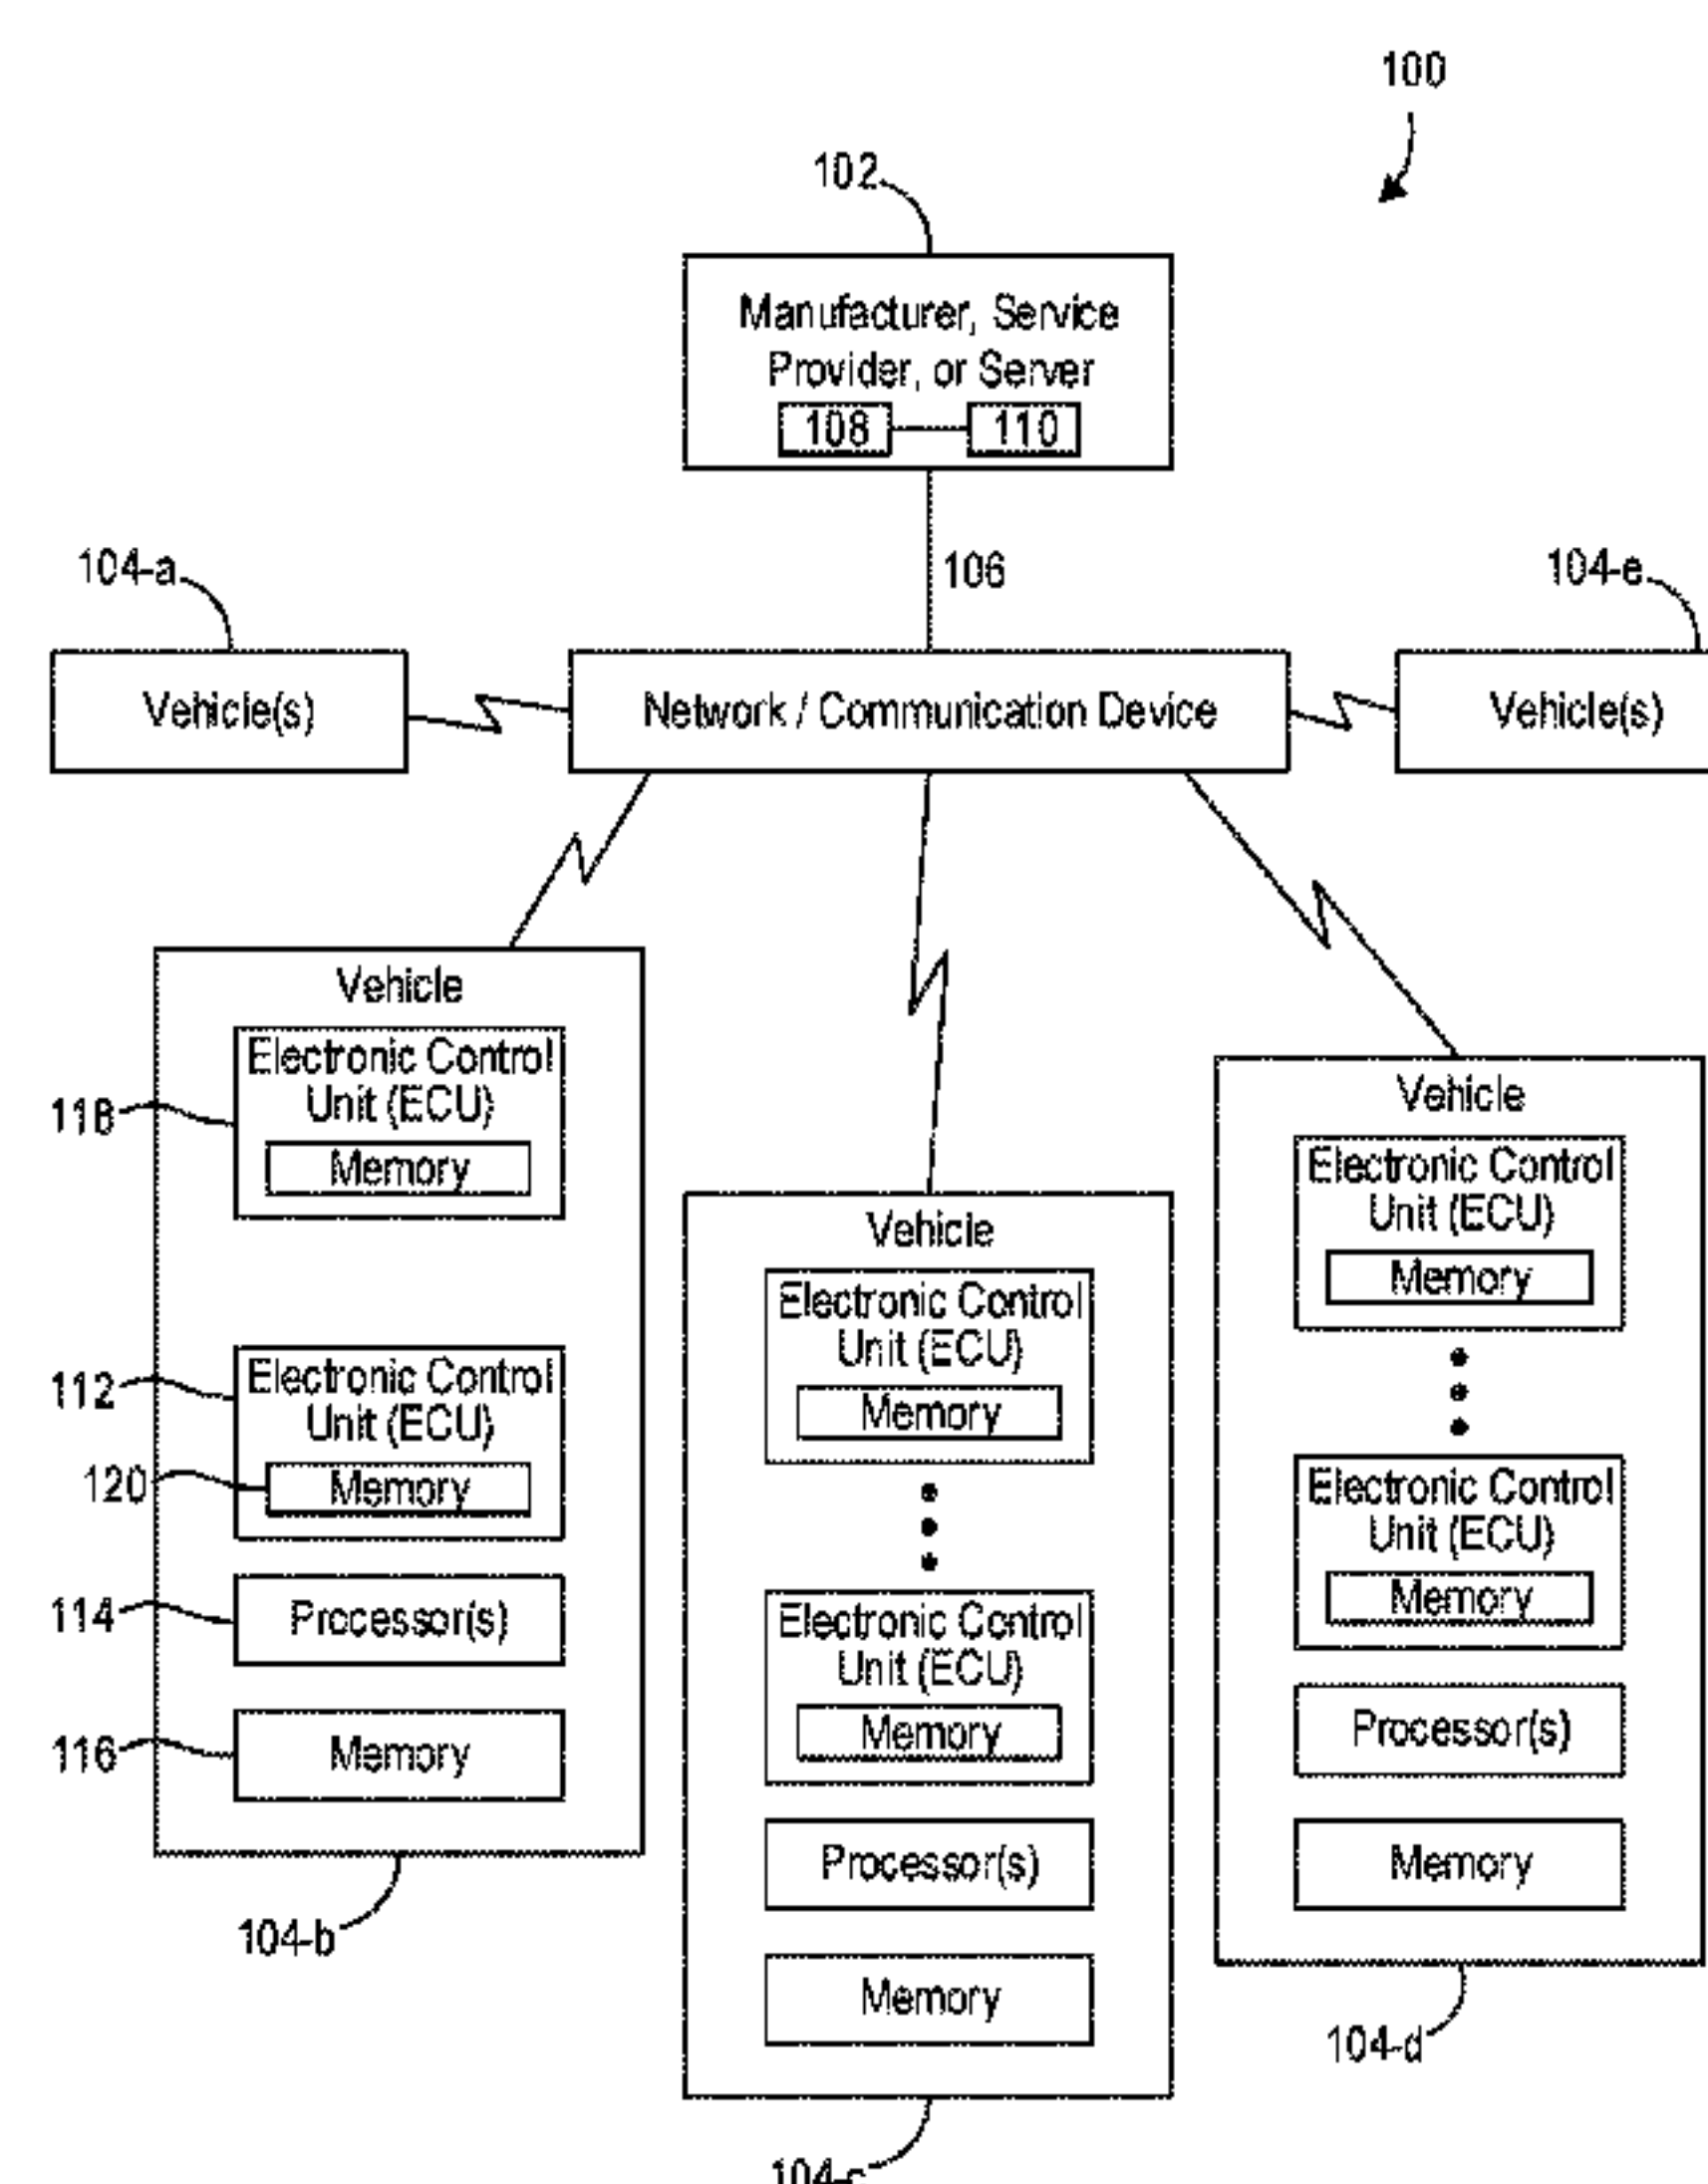 100
102
Manufacturer, Service
Provider, or Server
108
110
104-a
106
104-e
Vehicle(s)
Network / Communication Device
Vehicle(s)
Vehicle
Electronic Control
Unit (ECU)
Memory
118
Electronic Control
Unit (ECU)
Memory
112
120
Processor(s)
114
Memory
116
104-b
Vehicle
Electronic Control
Unit (ECU)
Memory
Electronic Control
Unit (ECU)
Memory
Processor(s)
Memory
104-c
Vehicle
Electronic Control
Unit (ECU)
Memory
Electronic Control
Unit (ECU)
Memory
Processor(s)
Memory
104-d